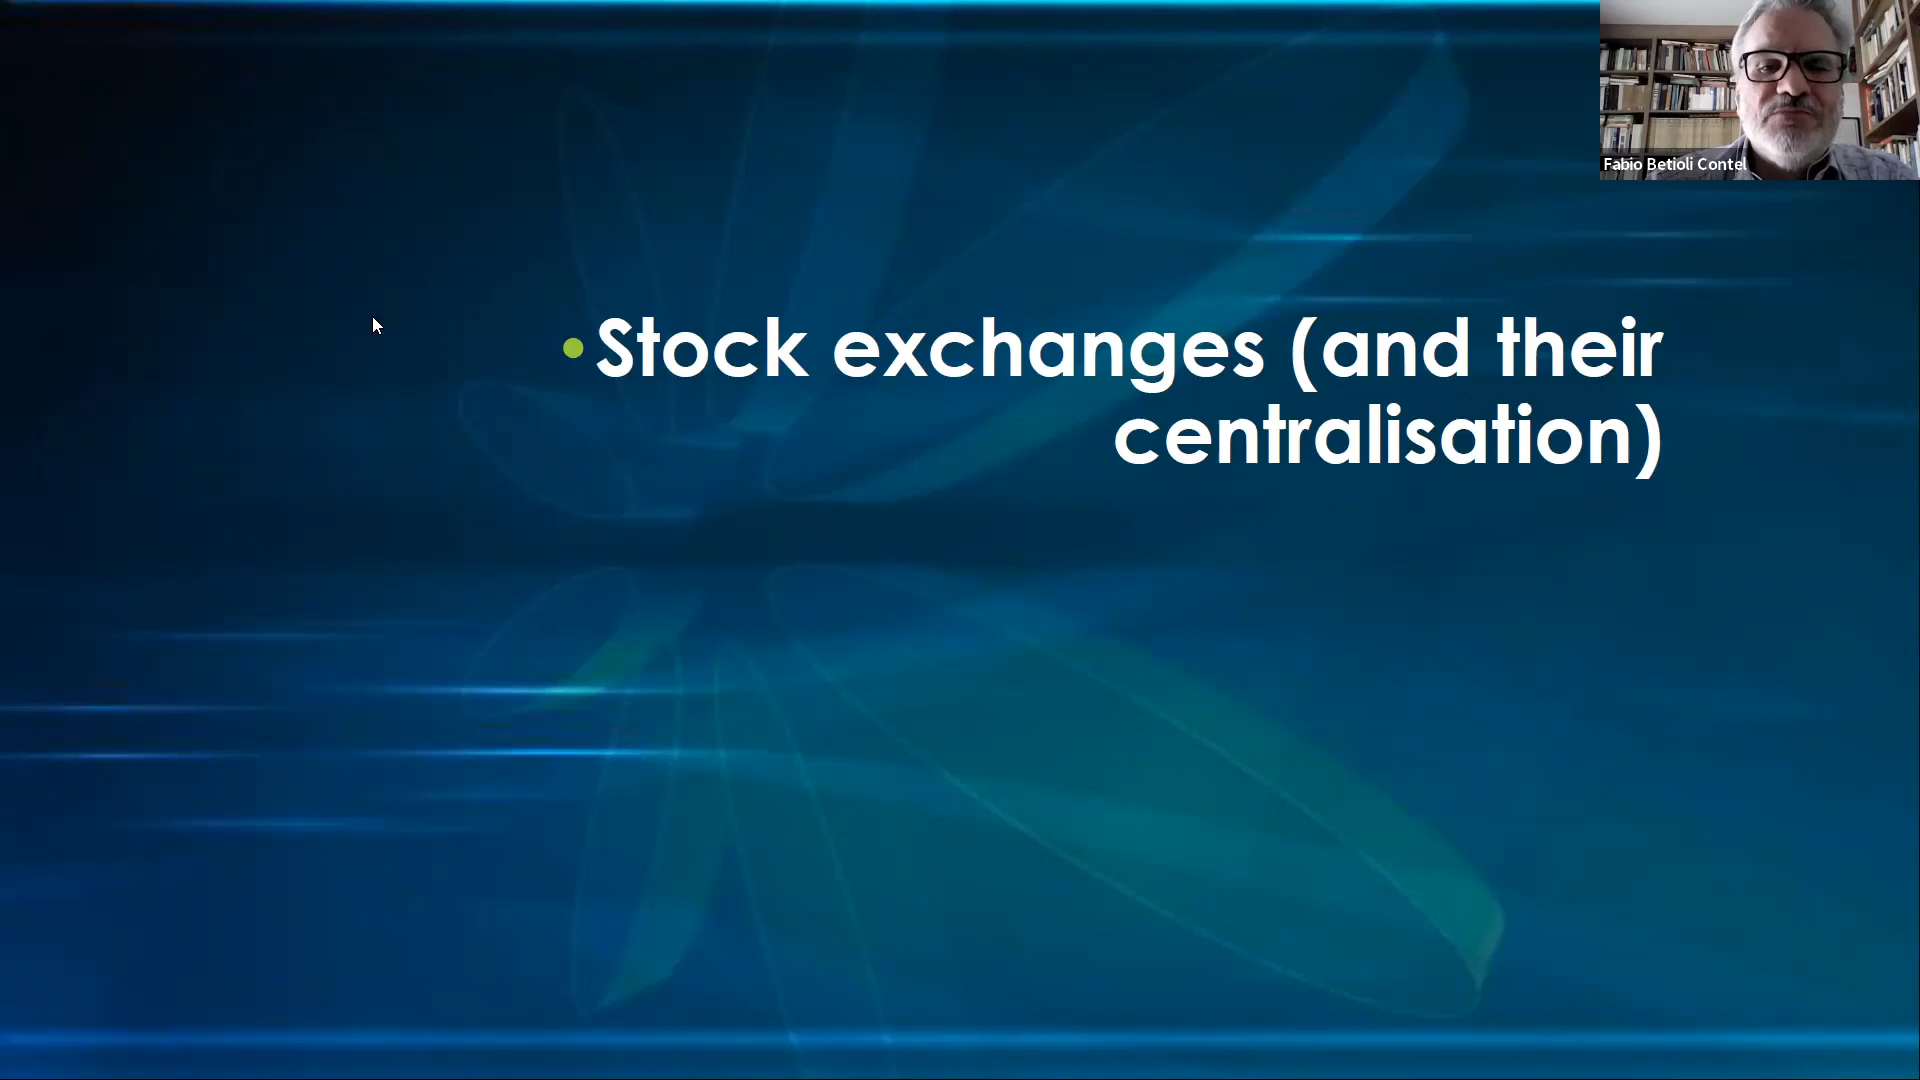 • Stock exchanges (and their
centralisation)
Fabio Betioli Contel